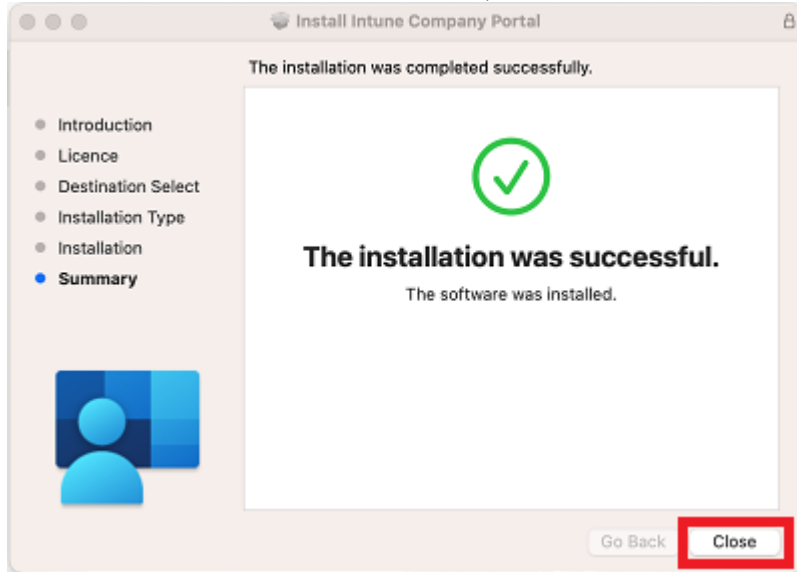 Install Intune Company Portal
The installation was completed successfully.
Introduction
Licence
Destination Select
Installation Type
Installation
Summary
The installation was successful.
The software was installed.
Go Back
Close